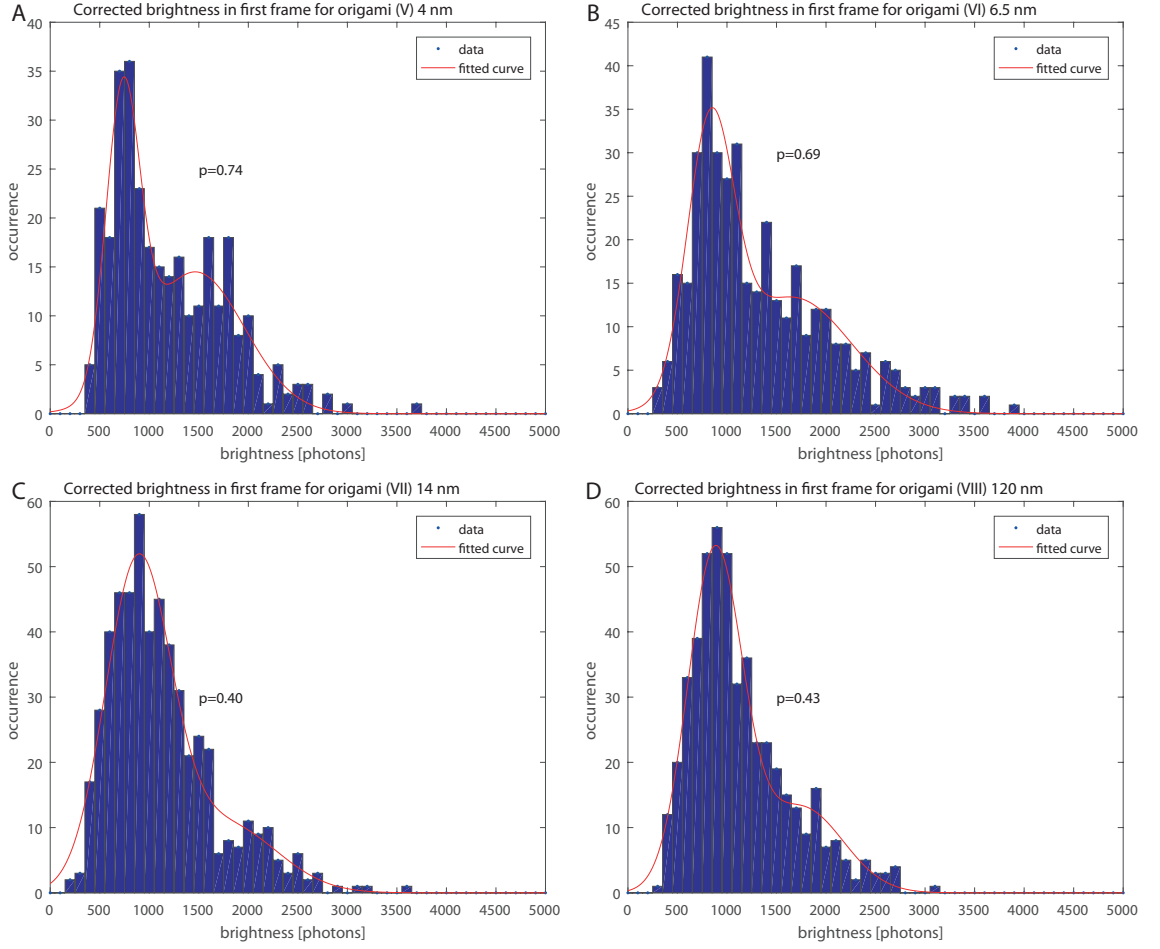 A
Corrected brightness in first frame for origami (V) 4 nm
40
35
30
25
20
15
10
5
0
occurrence
data
fitted curve
p=0.74
0 500 1000 1500 2000 2500 3000 3500 4000 4500 5000
brightness [photons]
B
Corrected brightness in first frame for origami (VI) 6.5 nm
45
40
35
30
25
20
15
10
5
0
occurrence
data
fitted curve
p=0.69
0 500 1000 1500 2000 2500 3000 3500 4000 4500 5000
brightness [photons]
C
Corrected brightness in first frame for origami (VII) 14 nm
60
50
40
30
20
10
0
occurrence
data
fitted curve
p=0.40
0 500 1000 1500 2000 2500 3000 3500 4000 4500 5000
brightness [photons]
D
Corrected brightness in first frame for origami (VIII) 120 nm
60
50
40
30
20
10
0
occurrence
data
fitted curve
p=0.43
0 500 1000 1500 2000 2500 3000 3500 4000 4500 5000
brightness [photons]